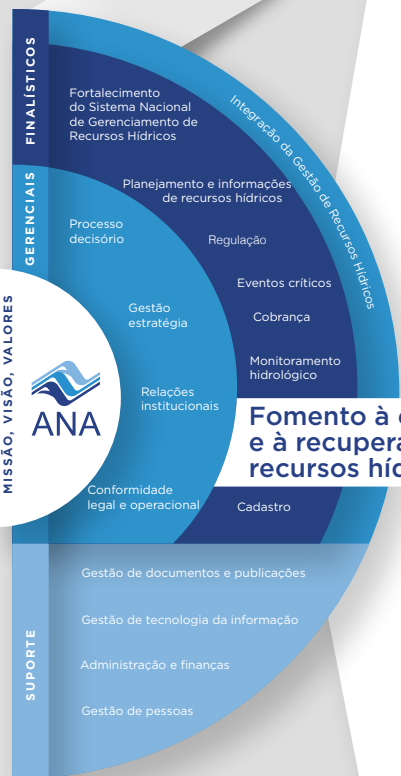 FINALÍSTICOS
Fortalecimento
do Sistema Nacional
de Gerenciamento de
Recursos Hídricos
Integração da Gestão de Recursos Hídricos
Planejamento e informações
de recursos hídricos
Regulação
Eventos críticos
Cobrança
Monitoramento
hidrológico
Fomento à
e à
recursos
Cadastro
GERENCIAIS
Processo
decisório
Gestão
estratégia
Relações
institucionais
Conformidade
legal e operacional
MISSÃO, VISÃO, VALORES
ANA
SUPORTE
Gestão de documentos e publicações
Gestão de tecnologia da informação
Administração e finanças
Gestão de pessoas